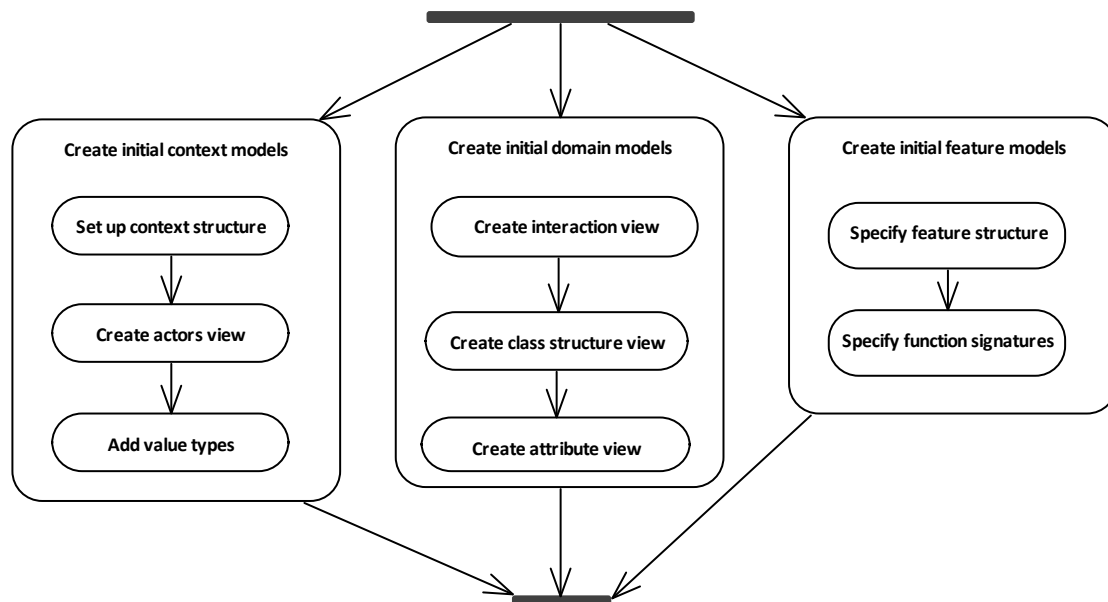 Create initial context models
Set up context structure
Create actors view
Add value types
Create initial domain models
Create interaction view
Create class structure view
Create attribute view
Create initial feature models
Specify feature structure
Specify function signatures